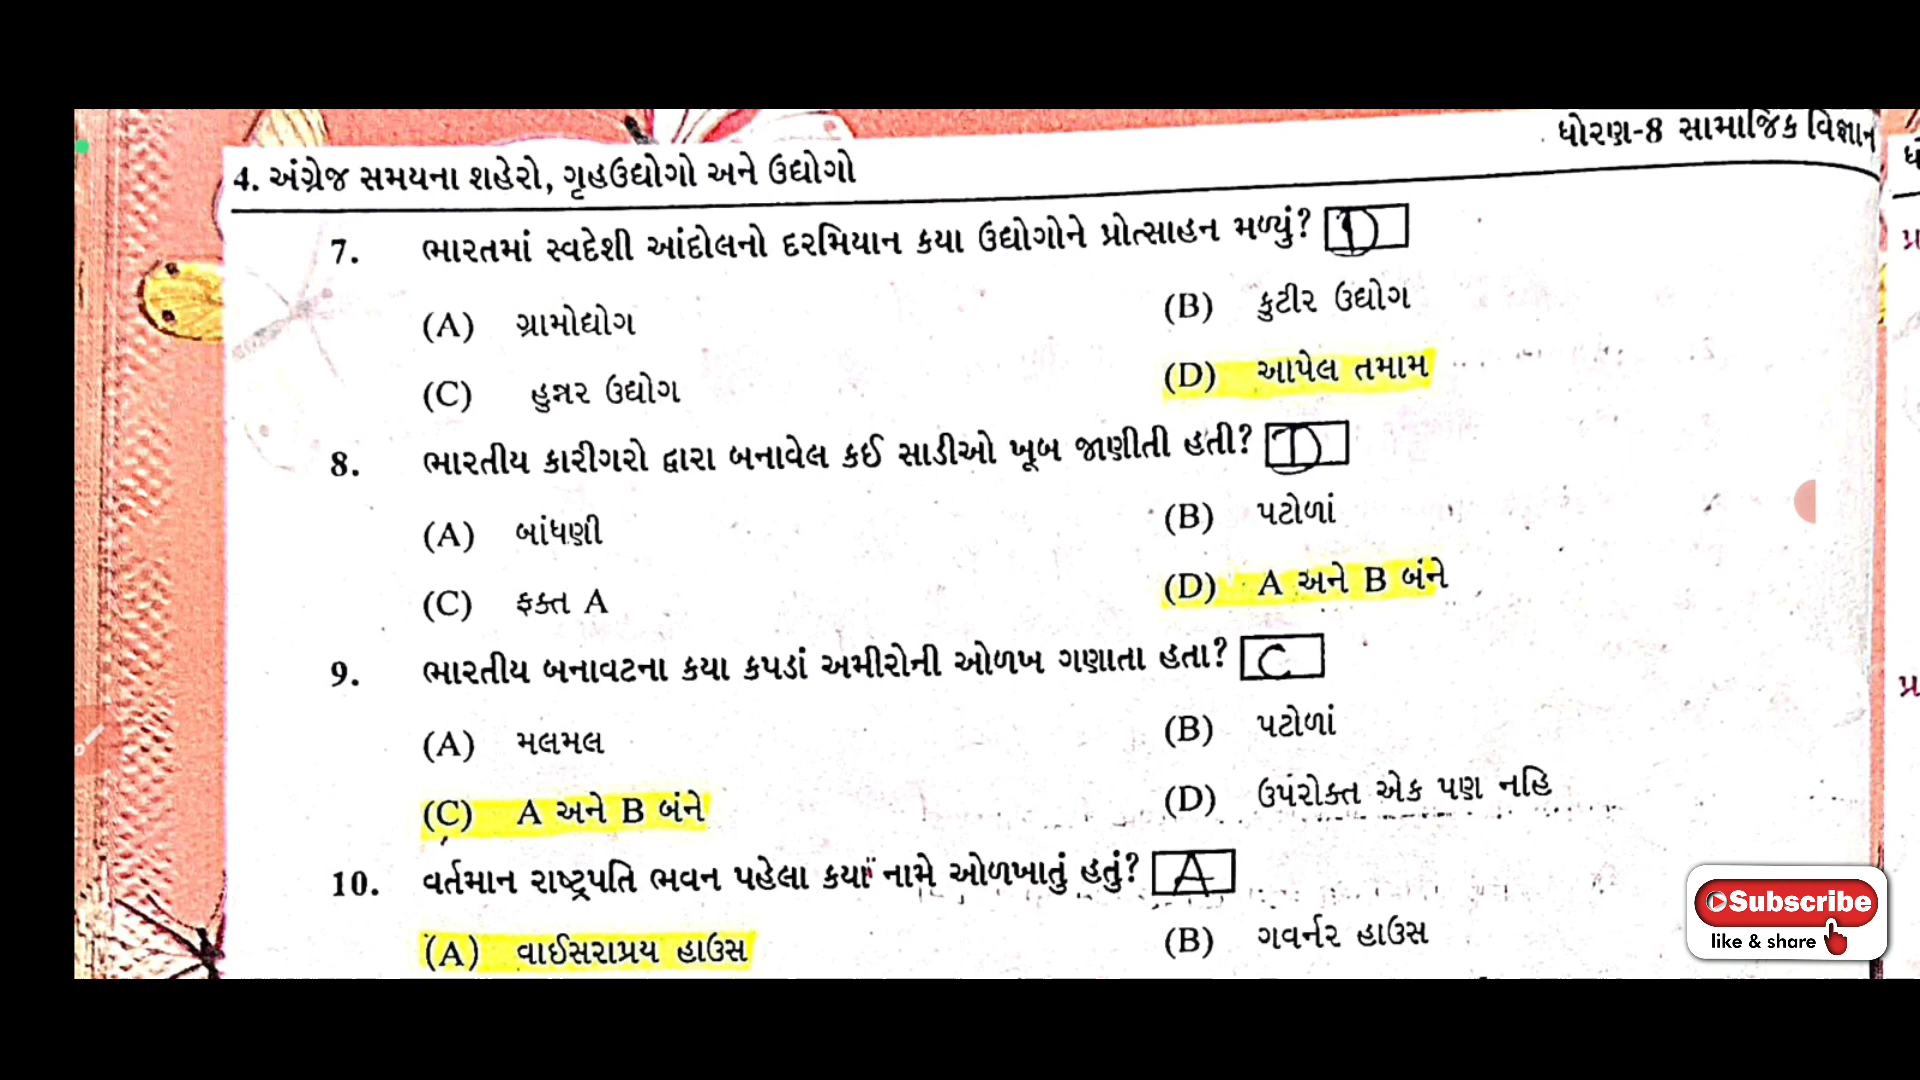 ધોરણ-8 સામાજિક વિજ્ઞાન
4. અંગ્રેજ સમયના શહેરો, ગૃહઉદ્યોગો અને ઉદ્યોગો
7. ભારતમાં સ્વદેશી આંદોલનો દરમિયાન કયા ઉદ્યોગોને પ્રોત્સાહન મળ્યું? D
(A) ગ્રામોદ્યોગ (B) કુટીર ઉદ્યોગ
(C) હુન્નર ઉદ્યોગ (D) આપેલ તમામ
8. ભારતીય કારીગરો દ્વારા બનાવેલ કઈ સાડીઓ ખૂબ જાણીતી હતી? D
(A) બાંધણી (B) પટોળાં
(C) ફક્ત A (D) A અને B બંને
9. ભારતીય બનાવટના કયા કપડાં અમીરોની ઓળખ ગણાતા હતા? C
(A) મલમલ (B) પટોળાં
(C) A અને B બંને (D) ઉપરોક્ત એક પણ નહિ
10. વર્તમાન રાષ્ટ્રપતિ ભવન પહેલા કયા નામે ઓળખાતું હતું? A
(A) વાઈસરાપ્રય હાઉસ (B) ગવર્નર હાઉસ
Subscribe
like & share